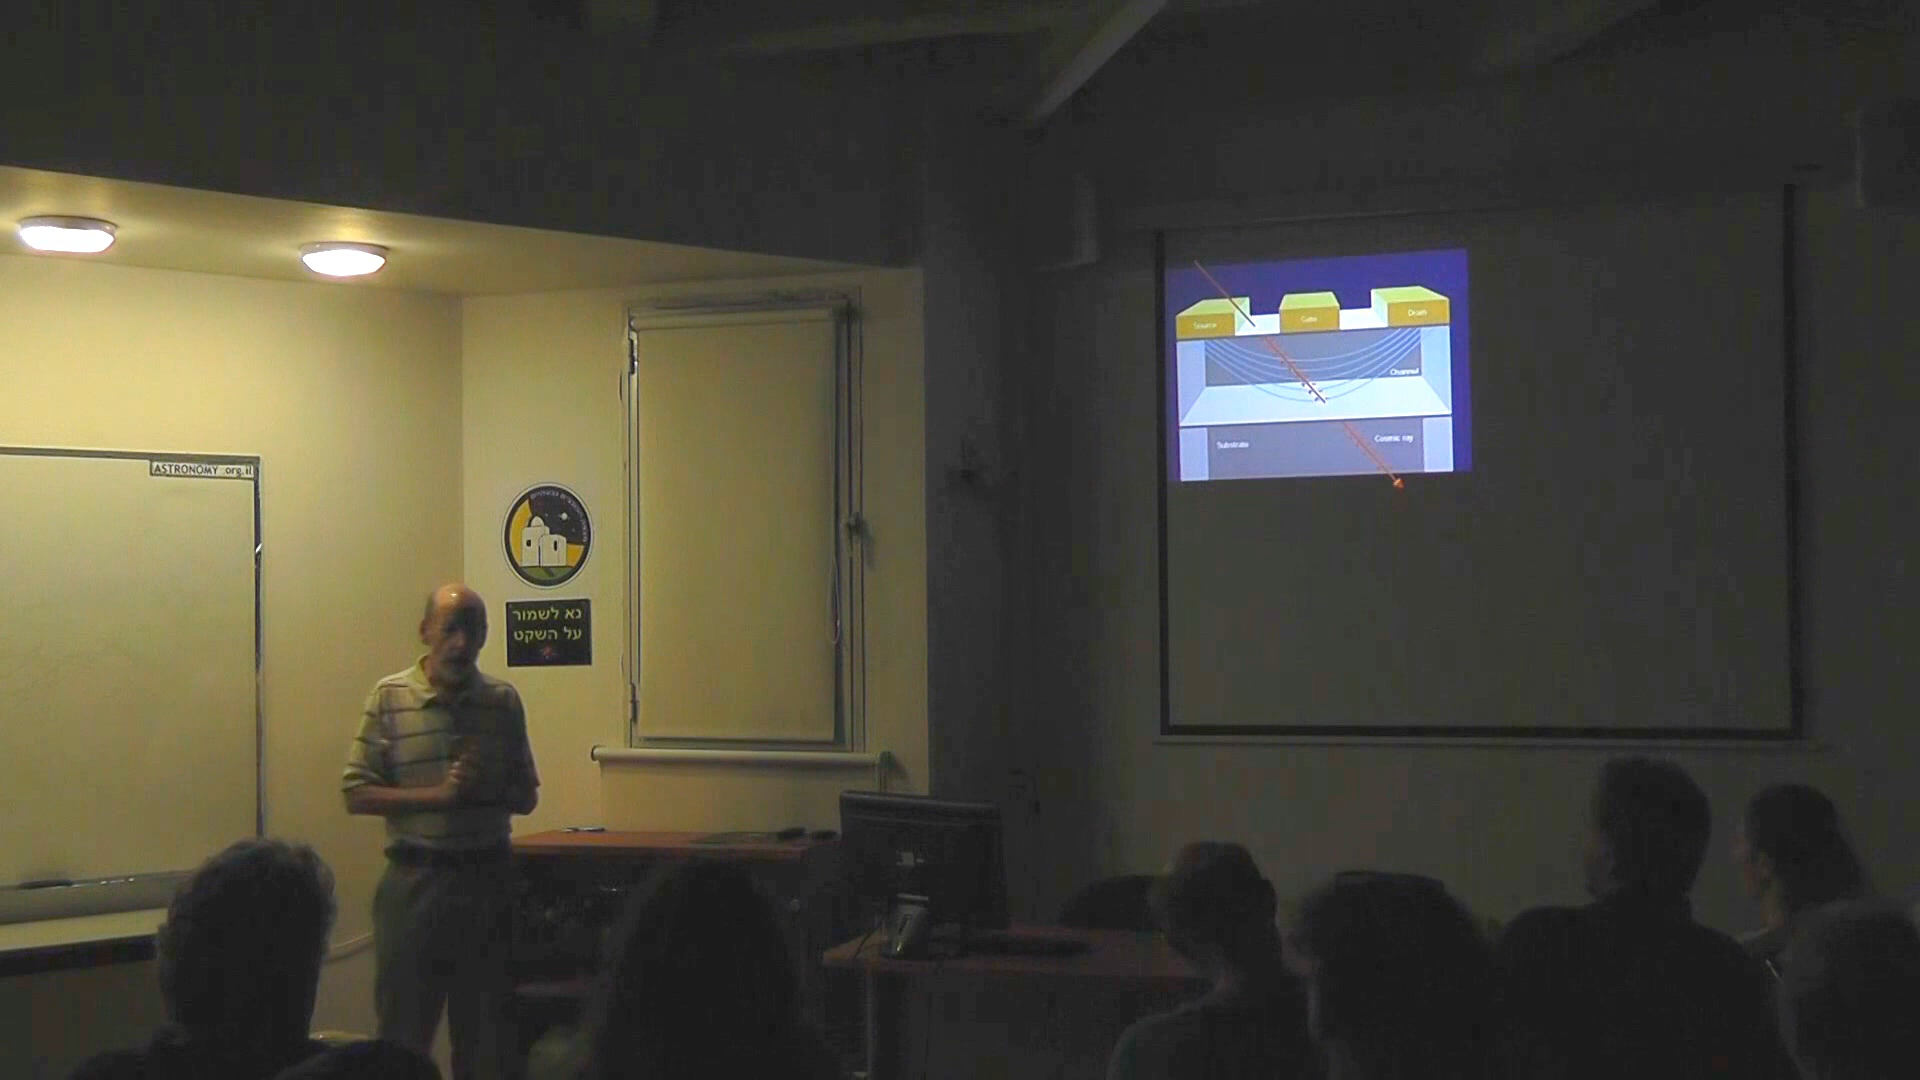 ASTRONOMY.org.il
נא לשמור
על השקט
Source
Gate
Drain
Channel
Substrate
Cosmic ray